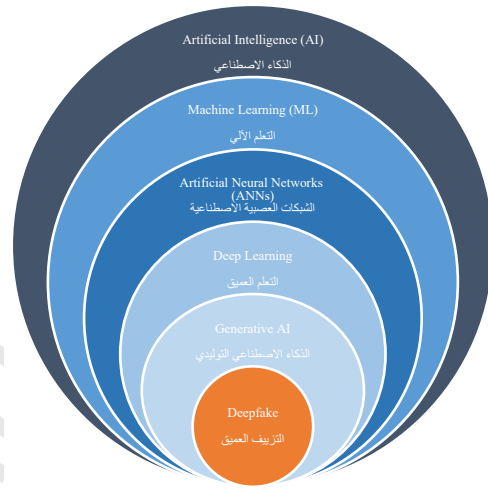 Artificial Intelligence (AI)
الذكاء الاصطناعي
Machine Learning (ML)
التعلم الآلي
Artificial Neural Networks
(ANNs)
الشبكات العصبية الاصطناعية
Deep Learning
التعلم العميق
Generative AI
الذكاء الاصطناعي التوليدي
Deepfake
التزييف العميق